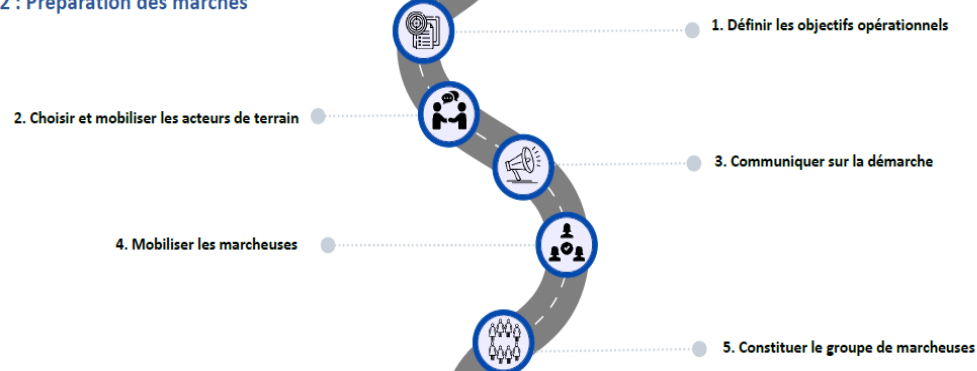 2 : Préparation des marches
1. Définir les objectifs opérationnels
2. Choisir et mobiliser les acteurs de terrain
3. Communiquer sur la démarche
4. Mobiliser les marcheuses
5. Constituer le groupe de marcheuses